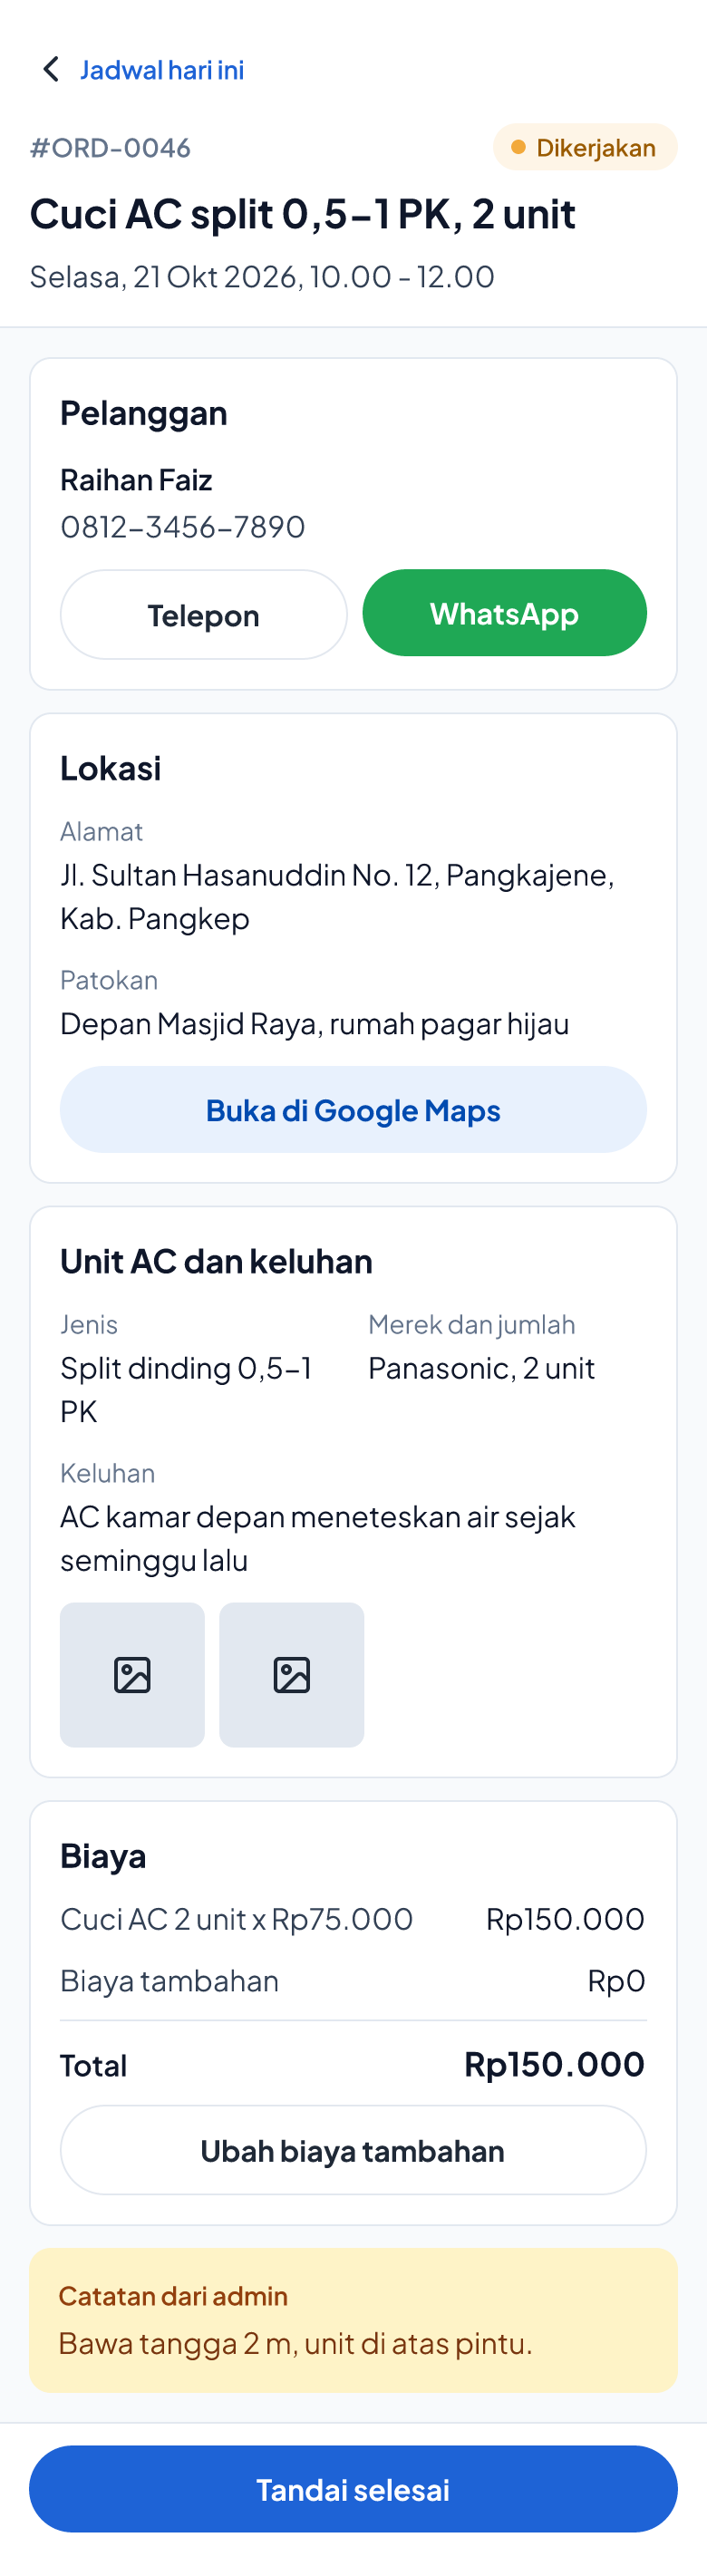 Jadwal hari ini
#ORD-0046
Dikerjakan
Cuci AC split 0,5–1 PK, 2 unit
Selasa, 21 Okt 2026, 10.00 - 12.00
Pelanggan
Raihan Faiz
0812–3456–7890
Telepon
WhatsApp
Lokasi
Alamat
Jl. Sultan Hasanuddin No. 12, Pangkajene,
Kab. Pangkep
Patokan
Depan Masjid Raya, rumah pagar hijau
Buka di Google Maps
Unit AC dan keluhan
Jenis
Split dinding 0,5–1
PK
Merek dan jumlah
Panasonic, 2 unit
Keluhan
AC kamar depan meneteskan air sejak
seminggu lalu
Biaya
Cuci AC 2 unit x Rp75.000 Rp150.000
Biaya tambahan Rp0
Total Rp150.000
Ubah biaya tambahan
Catatan dari admin
Bawa tangga 2 m, unit di atas pintu.
Tandai selesai